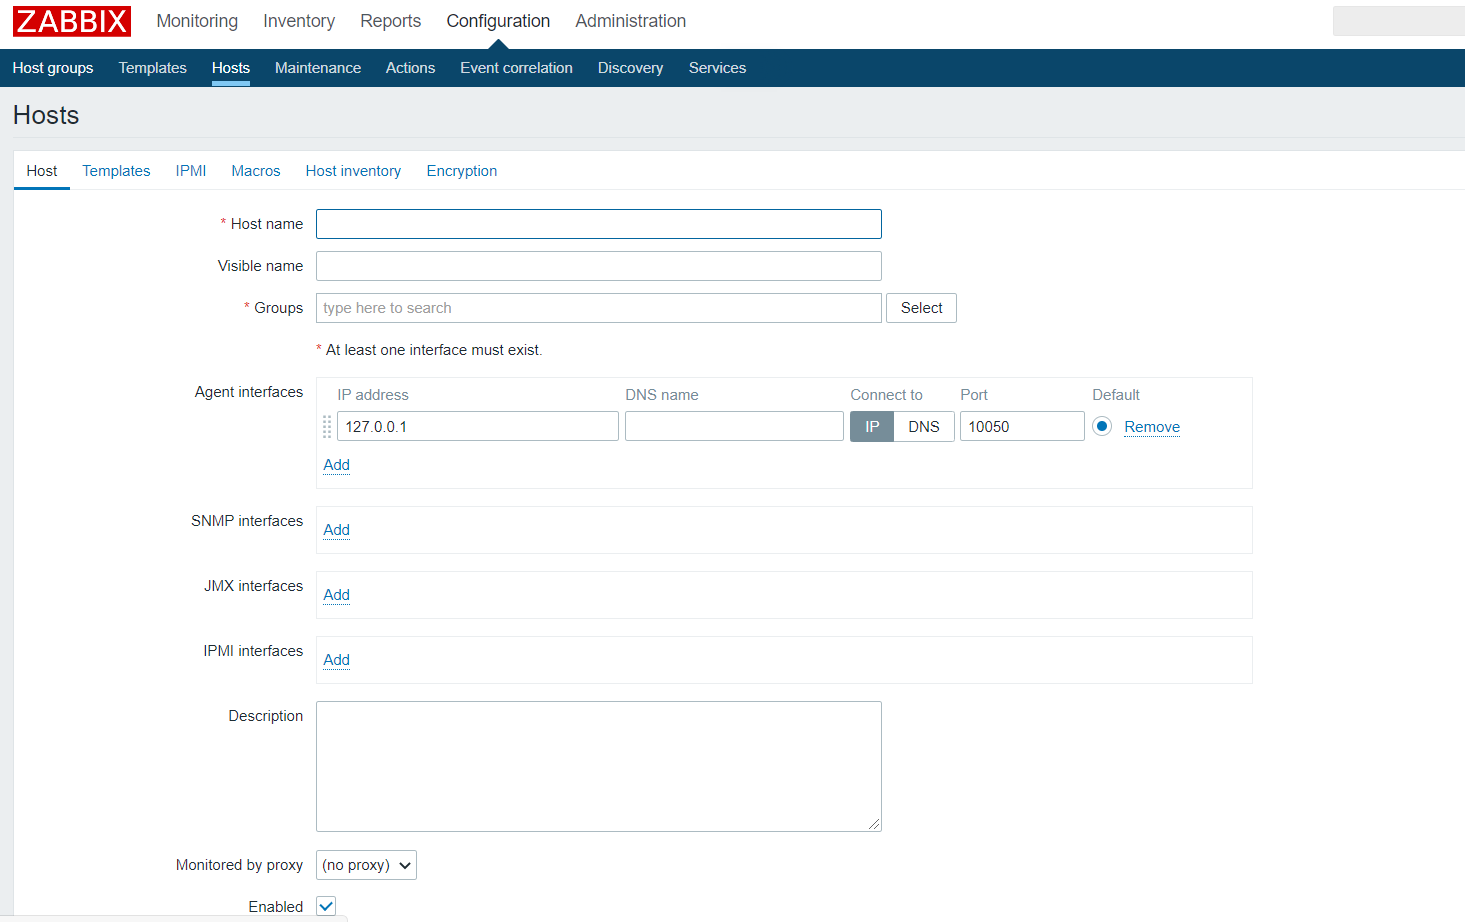 ZABBIX Monitoring Inventory Reports Configuration Administration
Host groups Templates Hosts Maintenance Actions Event correlation Discovery Services
Hosts
Host Templates IPMI Macros Host inventory Encryption
* Host name
Visible name
* Groups type here to search Select
* At least one interface must exist.
Agent interfaces IP address DNS name Connect to Port Default
127.0.0.1 IP DNS 10050 Remove
Add
SNMP interfaces Add
JMX interfaces Add
IPMI interfaces Add
Description
Monitored by proxy (no proxy)
Enabled